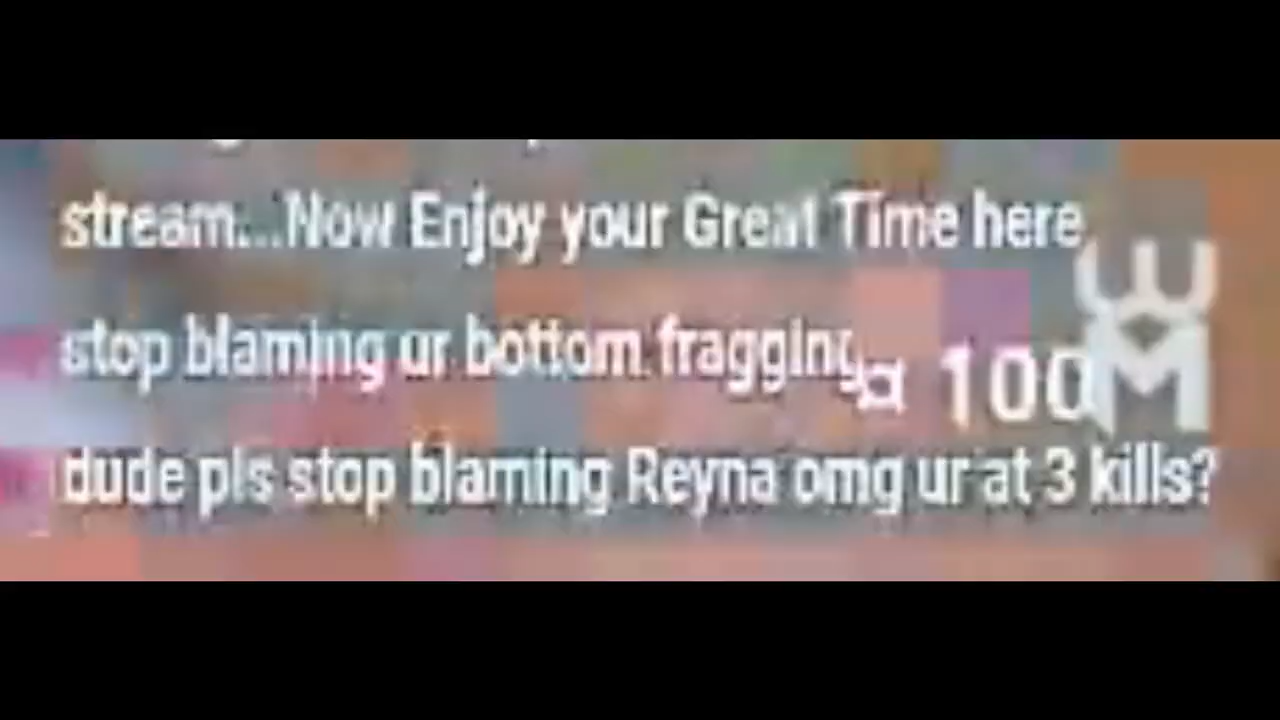 stream...Now Enjoy your Great Time here
stop blaming ur bottom fragging
¤ 100
dude pls stop blaming Reyna omg ur at 3 kills?